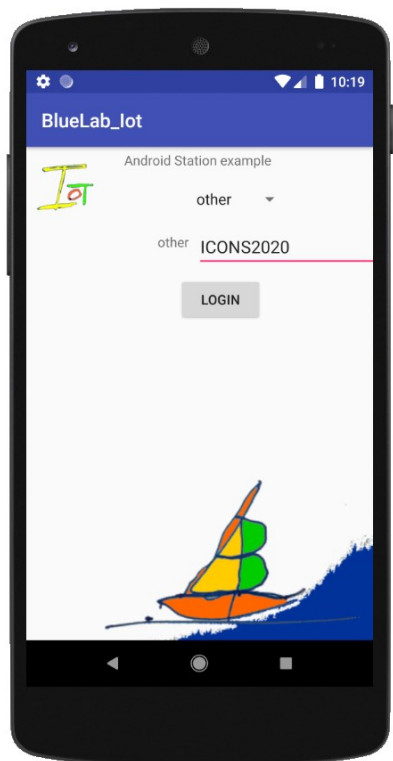 10:19
BlueLab_Iot
IoT
Android Station example
other
other ICONS2020
LOGIN